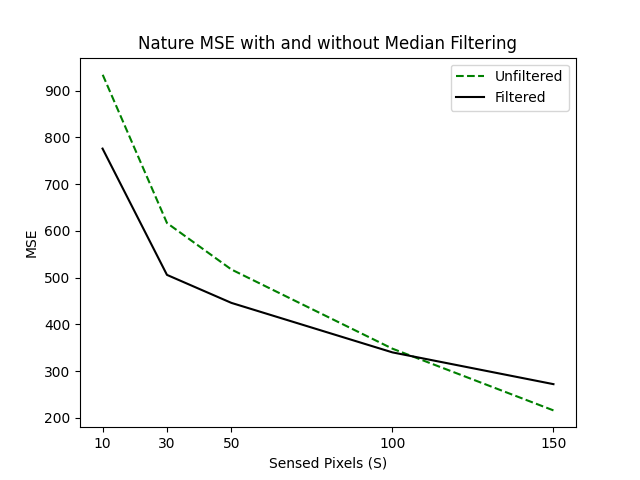 Nature MSE with and without Median Filtering
Unfiltered
Filtered
MSE
900
800
700
600
500
400
300
200
10 30 50 100 150
Sensed Pixels (S)